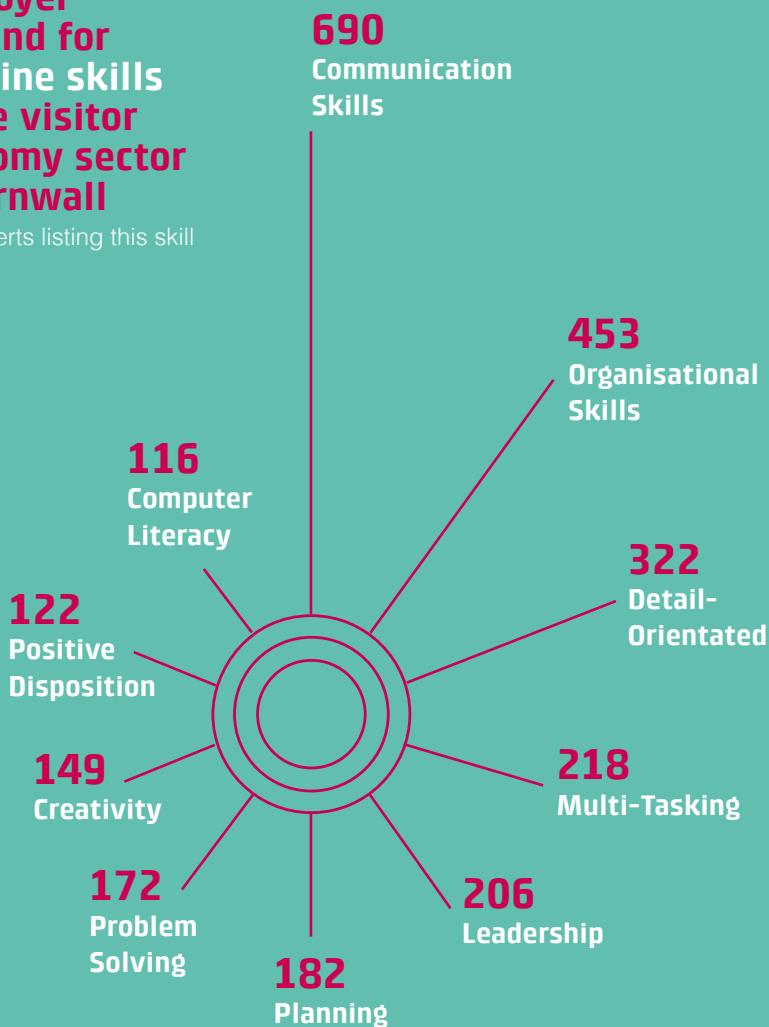 oyer
nd for
ine skills
e visitor
omy sector
rnwall
erts listing this skill
690
Communication
Skills
453
Organisational
Skills
322
Detail-
Orientated
218
Multi-Tasking
206
Leadership
182
Planning
172
Problem
Solving
149
Creativity
122
Positive
Disposition
116
Computer
Literacy